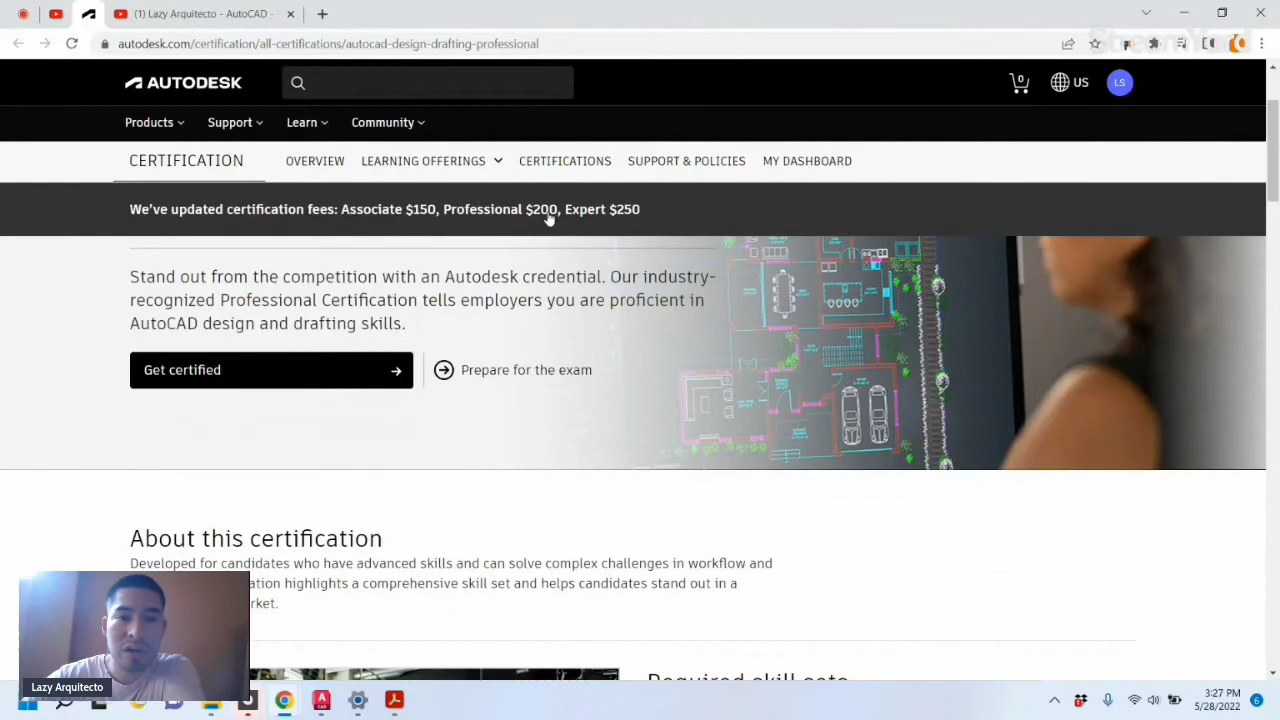 (1) Lazy Arquitecto - AutoCAD -
autodesk.com/certification/all-certifications/autocad-design-drafting-professional
AUTODESK
0
US
LS
Products
Support
Learn
Community
CERTIFICATION
OVERVIEW
LEARNING OFFERINGS
CERTIFICATIONS
SUPPORT & POLICIES
MY DASHBOARD
We've updated certification fees: Associate $150, Professional $200, Expert $250
Stand out from the competition with an Autodesk credential. Our industry-
recognized Professional Certification tells employers you are proficient in
AutoCAD design and drafting skills.
Get certified
Prepare for the exam
About this certification
Developed for candidates who have advanced skills and can solve complex challenges in workflow and
ation highlights a comprehensive skill set and helps candidates stand out in a
ket.
Required skill sets
Lazy Arquitecto
3:27 PM
5/28/2022
6